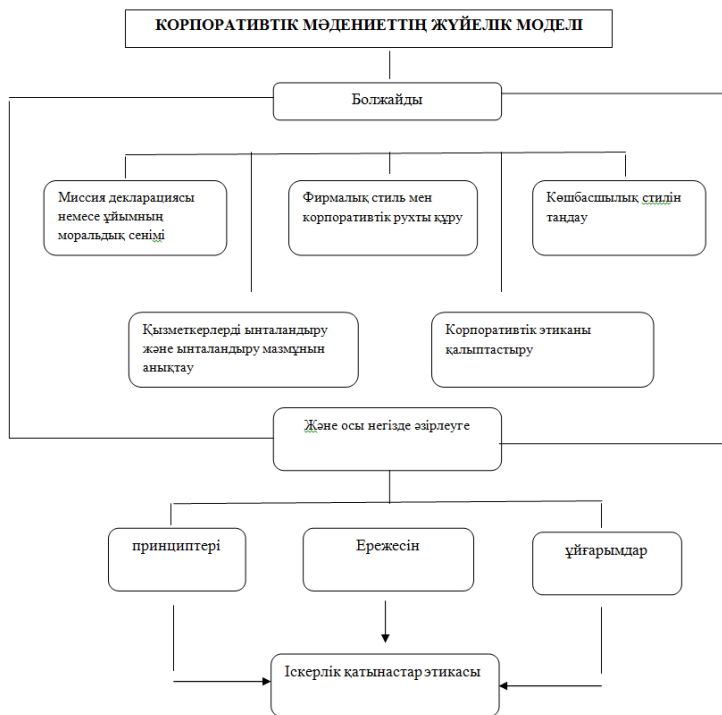 КОРПОРАТИВТІК МӘДЕНИЕТТІҢ ЖҮЙЕЛІК МОДЕЛІ
Болжайды
Миссия декларациясы
немесе ұйымның
моральдық сенімі
Фирмалық стиль мен
корпоративтік рухты құру
Көшбасшылық стилін
таңдау
Қызметкерлерді ынталандыру
және ынталандыру мазмұнын
анықтау
Корпоративтік этиканы
қалыптастыру
Және осы негізде әзірлеуге
принциптері
Ережесін
ұйғарымдар
Іскерлік қатынастар этикасы